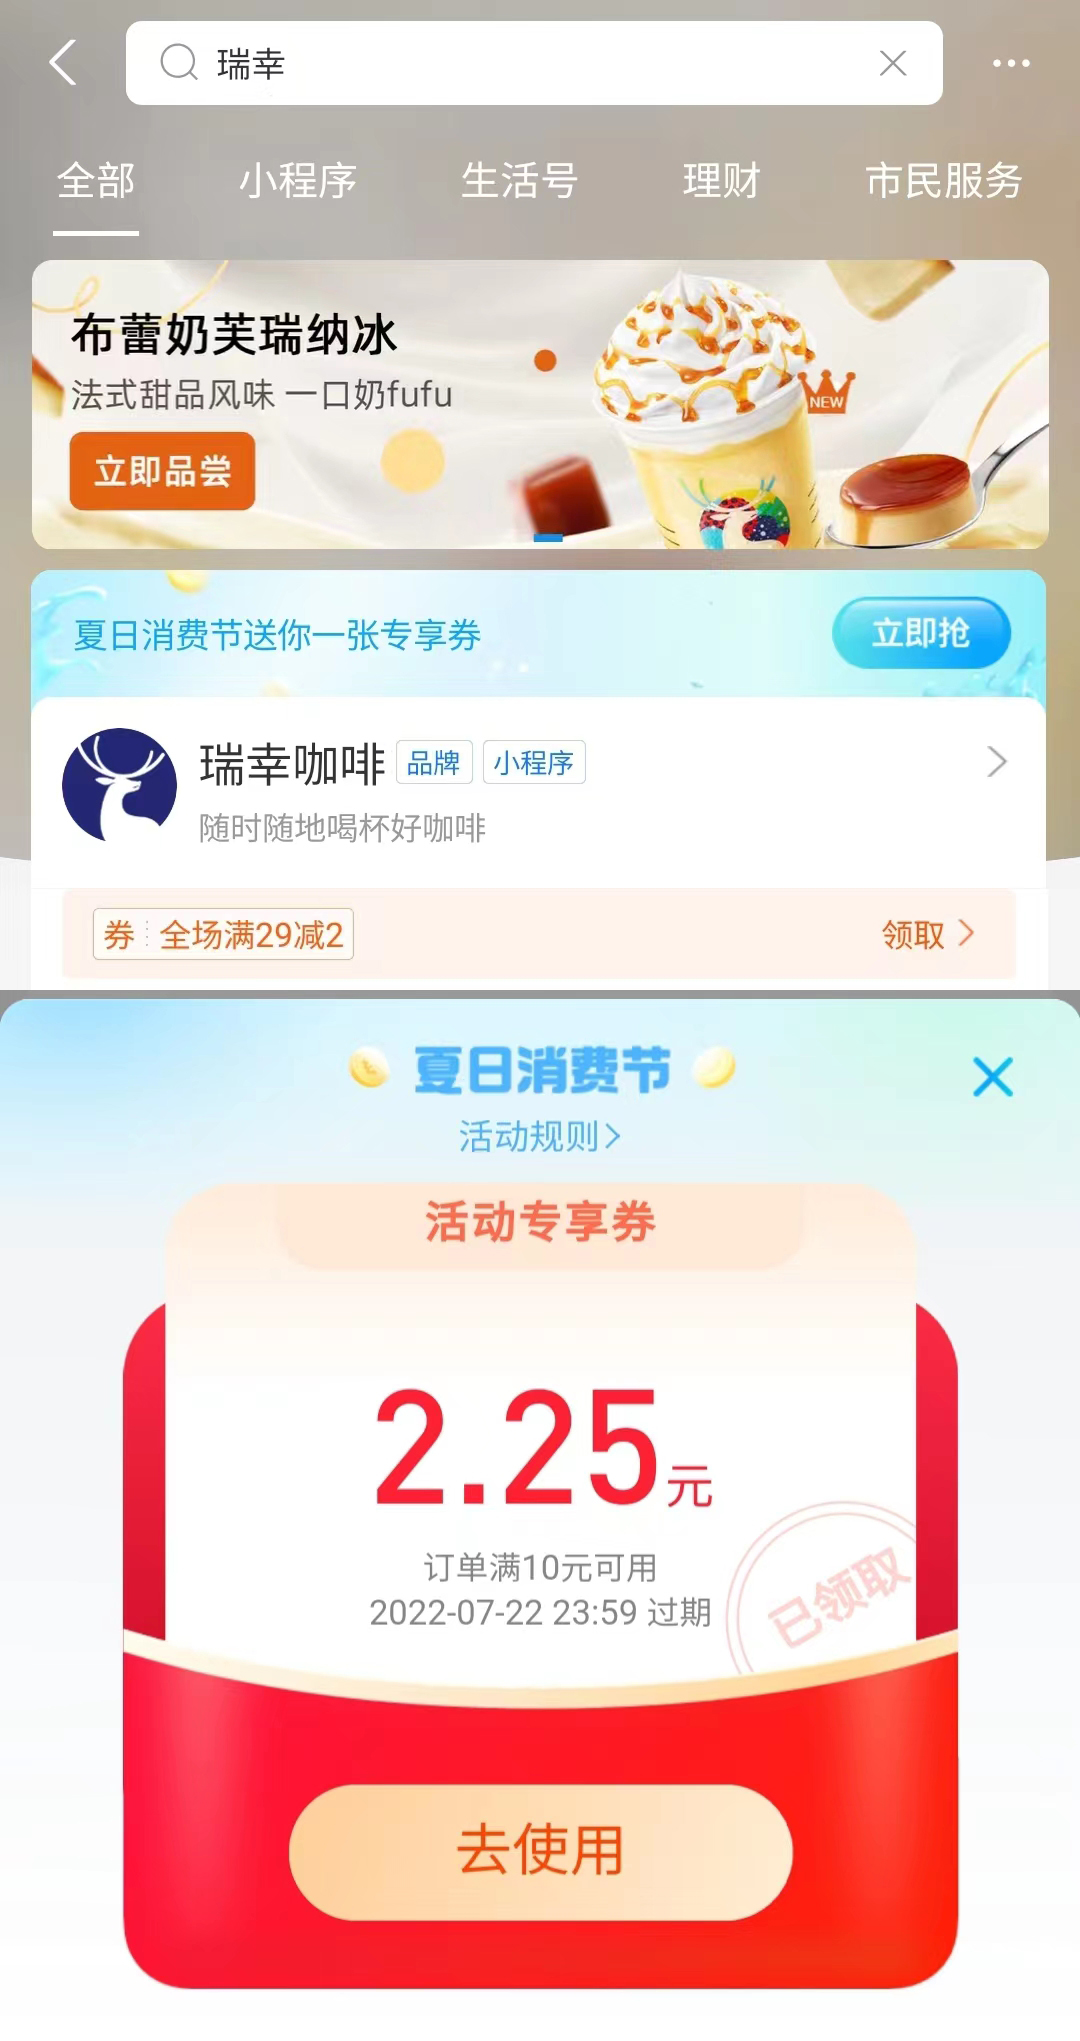 瑞幸
全部 小程序 生活号 理财 市民服务
布蕾奶芙瑞纳冰
法式甜品风味 一口奶fufu
立即品尝
NEW
夏日消费节送你一张专享券
立即抢
瑞幸咖啡 品牌 小程序
随时随地喝杯好咖啡
券 全场满29减2
领取
夏日消费节
活动规则
活动专享券
2.25元
订单满10元可用
2022-07-22 23:59 过期
已领取
去使用